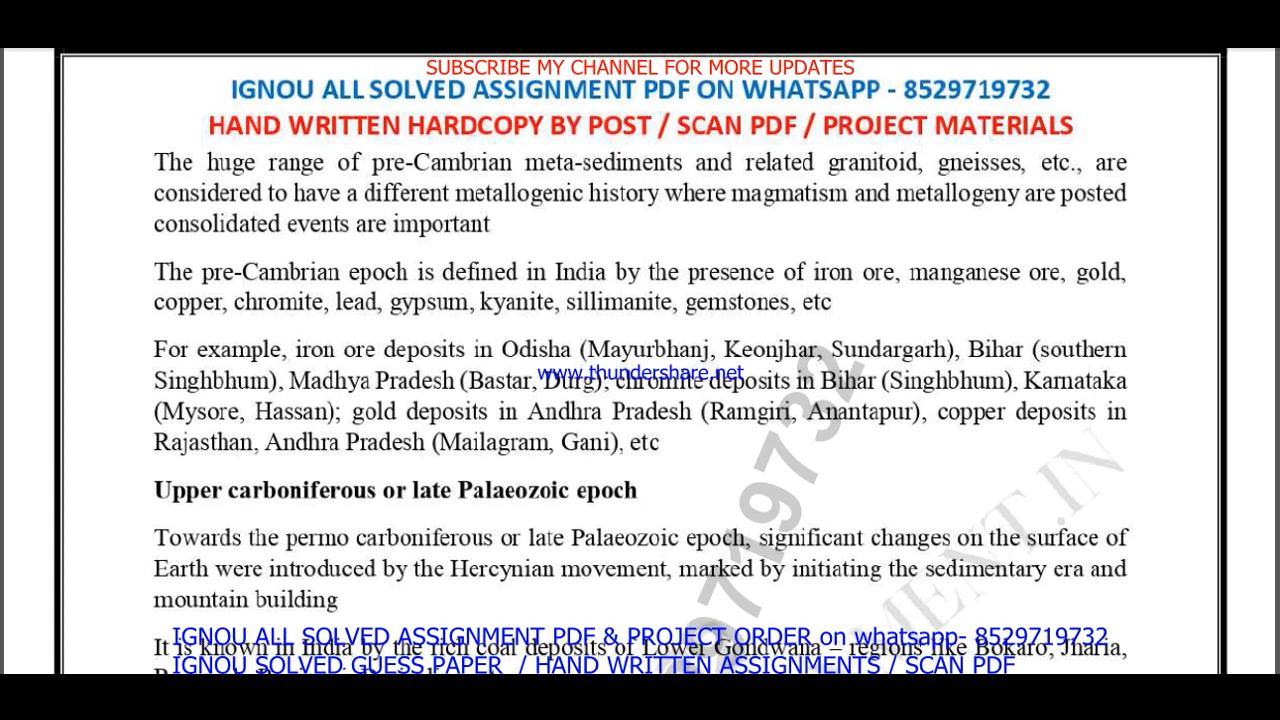 SUBSCRIBE MY CHANNEL FOR MORE UPDATES
IGNOU ALL SOLVED ASSIGNMENT PDF ON WHATSAPP - 8529719732
HAND WRITTEN HARDCOPY BY POST / SCAN PDF / PROJECT MATERIALS
The huge range of pre-Cambrian meta-sediments and related granitoid, gneisses, etc., are
considered to have a different metallogenic history where magmatism and metallogeny are posted
consolidated events are important
The pre-Cambrian epoch is defined in India by the presence of iron ore, manganese ore, gold,
copper, chromite, lead, gypsum, kyanite, sillimanite, gemstones, etc
For example, iron ore deposits in Odisha (Mayurbhanj, Keonjhar, Sundargarh), Bihar (southern
www.thundershare.net
Singhbhum), Madhya Pradesh (Bastar, Durg); chromite deposits in Bihar (Singhbhum), Karnataka
(Mysore, Hassan); gold deposits in Andhra Pradesh (Ramgiri, Anantapur), copper deposits in
Rajasthan, Andhra Pradesh (Mailagram, Gani), etc
Upper carboniferous or late Palaeozoic epoch
Towards the permo carboniferous or late Palaeozoic epoch, significant changes on the surface of
Earth were introduced by the Hercynian movement, marked by initiating the sedimentary era and
mountain building
IGNOU ALL SOLVED ASSIGNMENT PDF & PROJECT ORDER on whatsapp- 8529719732
It is known in India by the rich coal deposits of Lower Gondwana – regions like Bokaro, Jharia,
IGNOU SOLVED GUESS PAPER / HAND WRITTEN ASSIGNMENTS / SCAN PDF